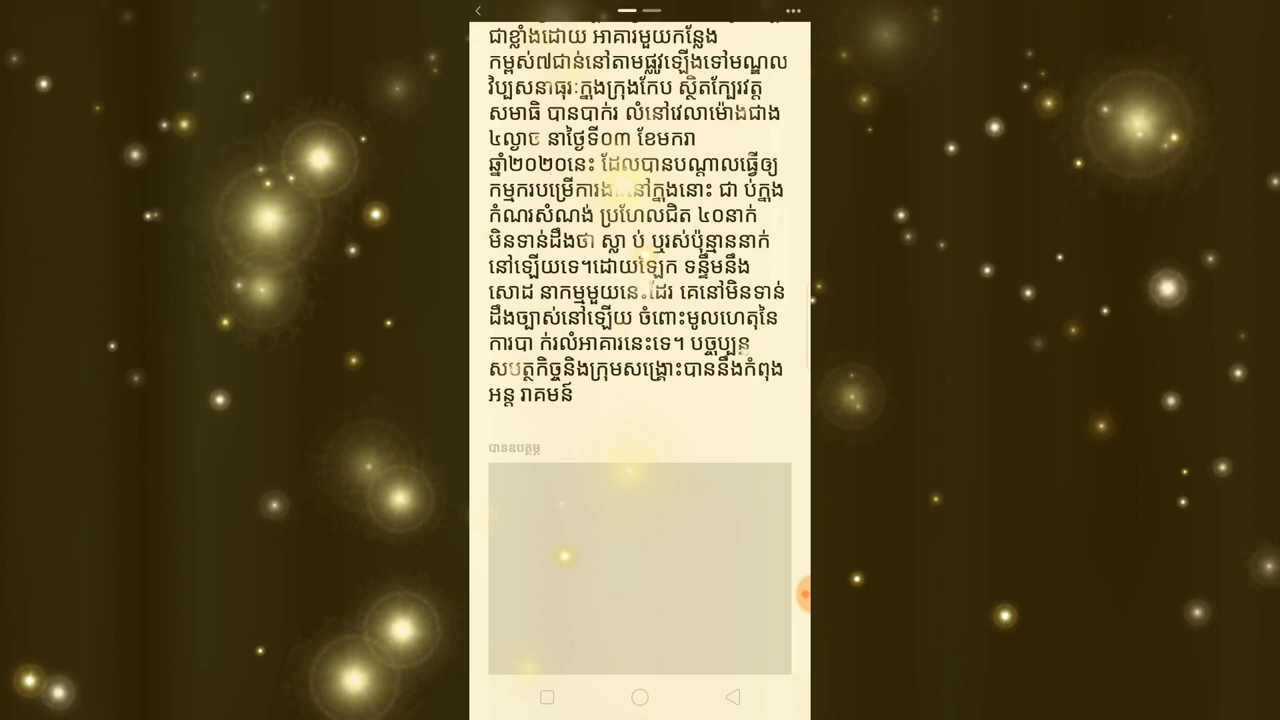 ជាខ្លាំងដោយ អាគារមួយកន្លែង
កម្ពស់៧ជាន់នៅតាមផ្លូវឡើងទៅមណ្ឌល
វិប្បសនាធុរៈក្នុងក្រុងកែប ស្ថិតក្បែរវត្ត
សមាធិ បានបាក់រ លំនៅវេលាម៉ោងជាង
៤ល្ងាច នាថ្ងៃទី០៣ ខែមករា
ឆ្នាំ២០២០នេះ ដែលបានបណ្តាលធ្វើឲ្យ
កម្មករបម្រើការងារនៅក្នុងនោះ ជា ប់ក្នុង
កំណរសំណង់ ប្រហែលជិត ៤០នាក់
មិនទាន់ដឹងថា ស្លា ប់ ឬរស់ប៉ុន្មាននាក់
នៅឡើយទេ។ដោយឡែក ទន្ទឹមនឹង
សោដ នាកម្មមួយនេះដែរ គេនៅមិនទាន់
ដឹងច្បាស់នៅឡើយ ចំពោះមូលហេតុនៃ
ការបា ក់រលំអាគារនេះទេ។ បច្ចុប្បន្ន
សបត្ថកិច្ចនិងក្រុមសង្គ្រោះបាននឹងកំពុង
អន្ត រាគមន៍
បានឧបត្ថម្ភ